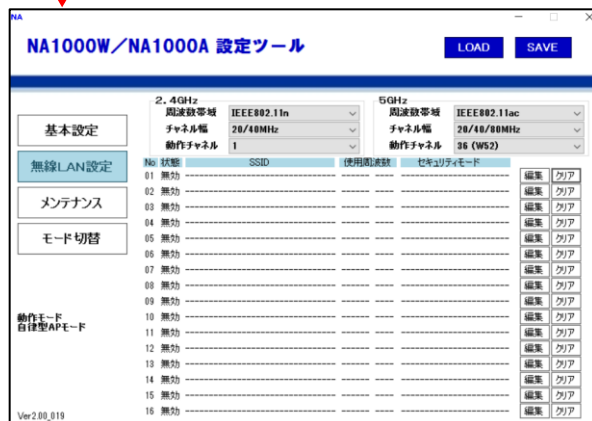 NA
NA1000W／NA1000A 設定ツール
LOAD
SAVE
基本設定
無線LAN設定
メンテナンス
モード切替
2.4GHz
周波数帯域 IEEE802.11n
チャネル幅 20/40MHz
動作チャネル 1
5GHz
周波数帯域 IEEE802.11ac
チャネル幅 20/40/80MHz
動作チャネル 36 (W52)
No 状態 SSID 使用周波数 セキュリティモード
01 無効 ------ 編集 クリア
02 無効 ------ 編集 クリア
03 無効 ------ 編集 クリア
04 無効 ------ 編集 クリア
05 無効 ------ 編集 クリア
06 無効 ------ 編集 クリア
07 無効 ------ 編集 クリア
08 無効 ------ 編集 クリア
09 無効 ------ 編集 クリア
10 無効 ------ 編集 クリア
11 無効 ------ 編集 クリア
12 無効 ------ 編集 クリア
13 無効 ------ 編集 クリア
14 無効 ------ 編集 クリア
15 無効 ------ 編集 クリア
16 無効 ------ 編集 クリア
動作モード
自律型APモード
Ver2.00_019